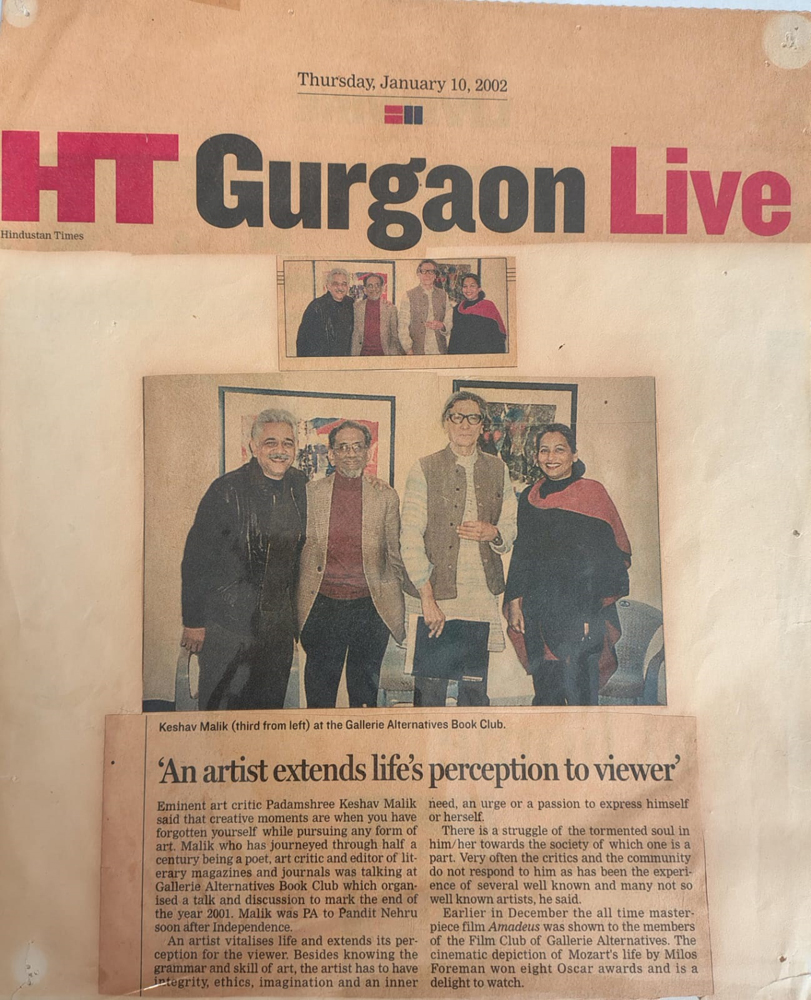 Thursday, January 10, 2002
HT Gurgaon Live
Hindustan Times
Keshav Malik (third from left) at the Gallerie Alternatives Book Club.
‘An artist extends life’s perception to viewer’
Eminent art critic Padamshree Keshav Malik
said that creative moments are when you have
forgotten yourself while pursuing any form of
art. Malik who has journeyed through half a
century being a poet, art critic and editor of lit-
erary magazines and journals was talking at
Gallerie Alternatives Book Club which organ-
ised a talk and discussion to mark the end of
the year 2001. Malik was PA to Pandit Nehru
soon after Independence.
An artist vitalises life and extends its per-
ception for the viewer. Besides knowing the
grammar and skill of art, the artist has to have
integrity, ethics, imagination and an inner
need, an urge or a passion to express himself
or herself.
There is a struggle of the tormented soul in
him/her towards the society of which one is a
part. Very often the critics and the community
do not respond to him as has been the experi-
ence of several well known and many not so
well known artists, he said.
Earlier in December the all time master-
piece film Amadeus was shown to the members
of the Film Club of Gallerie Alternatives. The
cinematic depiction of Mozart's life by Milos
Foreman won eight Oscar awards and is a
delight to watch.